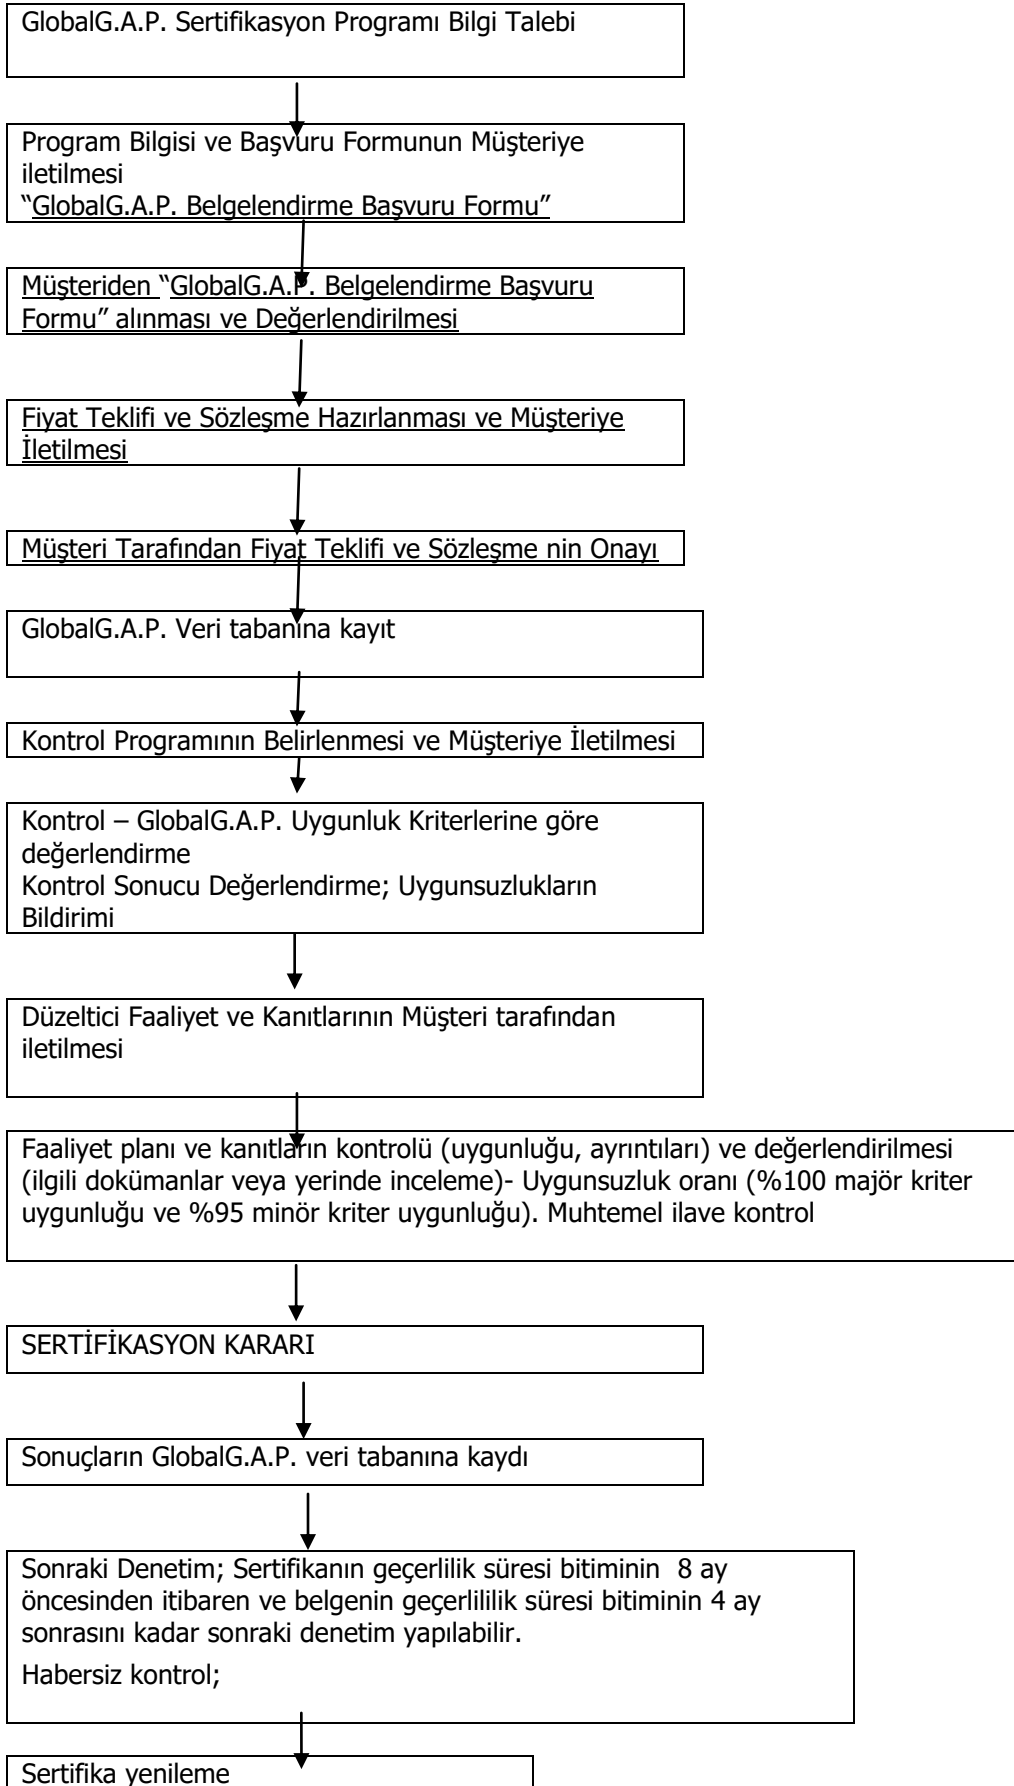 GlobalG.A.P. Sertifikasyon Programı Bilgi Talebi
Program Bilgisi ve Başvuru Formunun Müşteriye
iletilmesi
“GlobalG.A.P. Belgelendirme Başvuru Formu”
Müşteriden “GlobalG.A.P. Belgelendirme Başvuru
Formu” alınması ve Değerlendirilmesi
Fiyat Teklifi ve Sözleşme Hazırlanması ve Müşteriye
İletilmesi
Müşteri Tarafından Fiyat Teklifi ve Sözleşme nin Onayı
GlobalG.A.P. Veri tabanına kayıt
Kontrol Programının Belirlenmesi ve Müşteriye İletilmesi
Kontrol – GlobalG.A.P. Uygunluk Kriterlerine göre
değerlendirme
Kontrol Sonucu Değerlendirme; Uygunsuzlukların
Bildirimi
Düzeltici Faaliyet ve Kanıtlarının Müşteri tarafından
iletilmesi
Faaliyet planı ve kanıtların kontrolü (uygunluğu, ayrıntıları) ve değerlendirilmesi
(ilgili dokümanlar veya yerinde inceleme)- Uygunsuzluk oranı (%100 majör kriter
uygunluğu ve %95 minör kriter uygunluğu). Muhtemel ilave kontrol
SERTİFİKASYON KARARI
Sonuçların GlobalG.A.P. veri tabanına kaydı
Sonraki Denetim; Sertifikanın geçerlilik süresi bitiminin  8 ay
öncesinden itibaren ve belgenin geçerlililik süresi bitiminin 4 ay
sonrasını kadar sonraki denetim yapılabilir.
Habersiz kontrol;
Sertifika yenileme